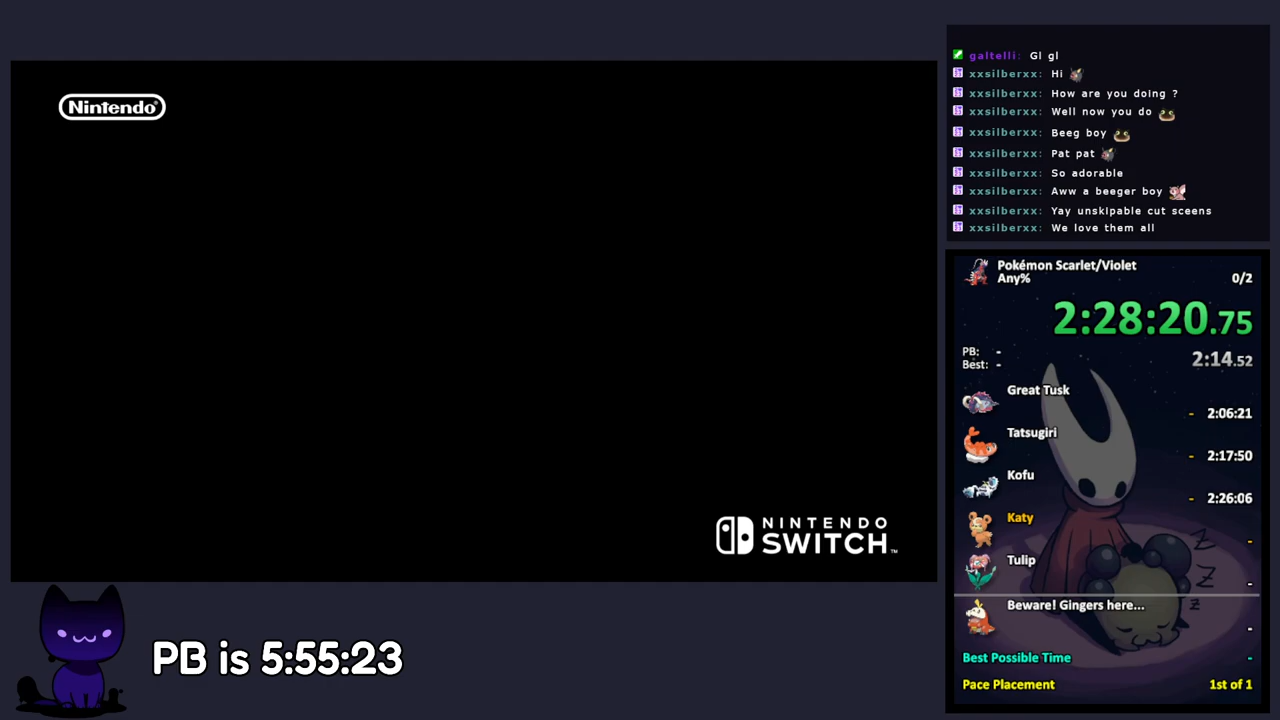 Nintendo
NINTENDO
SWITCH
PB is 5:55:23
galtelli: Gl gl
xxsilberxx: Hi
xxsilberxx: How are you doing ?
xxsilberxx: Well now you do
xxsilberxx: Beeg boy
xxsilberxx: Pat pat
xxsilberxx: So adorable
xxsilberxx: Aww a beeger boy
xxsilberxx: Yay unskipable cut sceens
xxsilberxx: We love them all
Pokémon Scarlet/Violet
Any% 0/2
2:28:20.75
PB: -
Best: - 2:14.52
Great Tusk
- 2:06:21
Tatsugiri
- 2:17:50
Kofu
- 2:26:06
Katy
-
Tulip
-
Beware! Gingers here...
-
Best Possible Time -
Pace Placement 1st of 1